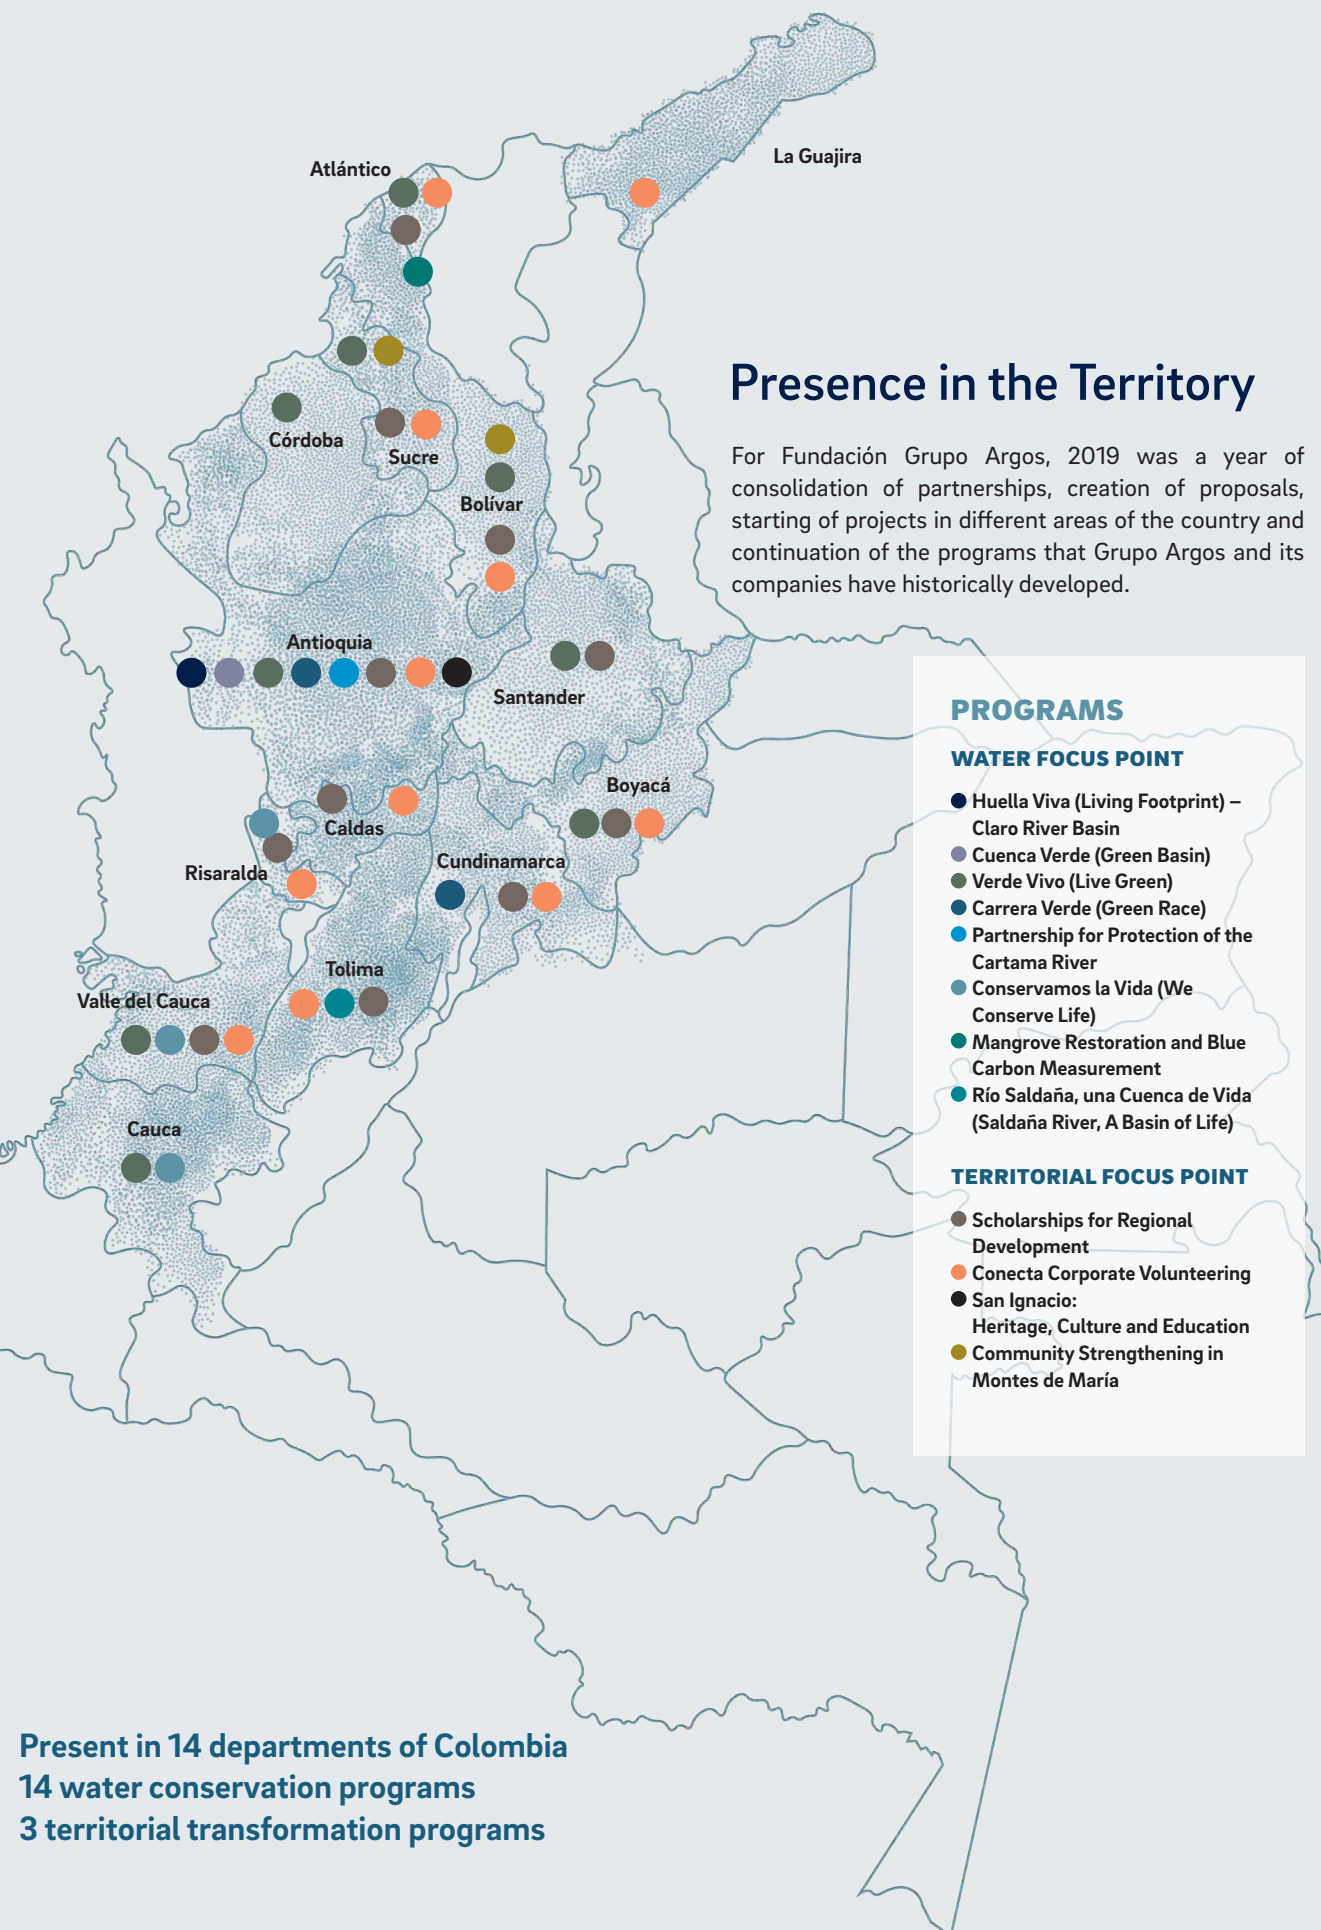 La Guajira
Atlántico
Presence in the Territory
For Fundación Grupo Argos, 2019 was a year of
consolidation of partnerships, creation of proposals,
starting of projects in different areas of the country and
continuation of the programs that Grupo Argos and its
companies have historically developed.
Córdoba
Sucre
Bolívar
Antioquia
Santander
Boyacá
Caldas
Cundinamarca
Risaralda
Tolima
Valle del Cauca
Cauca
PROGRAMS
WATER FOCUS POINT
Huella Viva (Living Footprint) –
Claro River Basin
Cuenca Verde (Green Basin)
Verde Vivo (Live Green)
Carrera Verde (Green Race)
Partnership for Protection of the
Cartama River
Conservamos la Vida (We
Conserve Life)
Mangrove Restoration and Blue
Carbon Measurement
Río Saldaña, una Cuenca de Vida
(Saldaña River, A Basin of Life)
TERRITORIAL FOCUS POINT
Scholarships for Regional
Development
Conecta Corporate Volunteering
San Ignacio:
Heritage, Culture and Education
Community Strengthening in
Montes de María
Present in 14 departments of Colombia
14 water conservation programs
3 territorial transformation programs